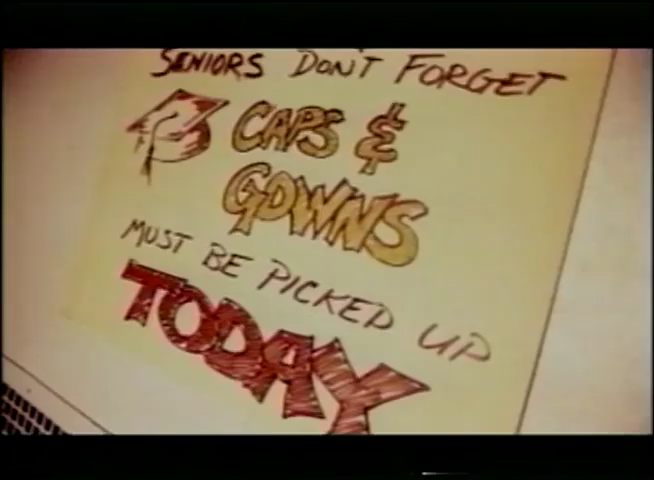 SENIORS DON'T FORGET
CAPS &
GOWNS
MUST BE PICKED UP
TODAY